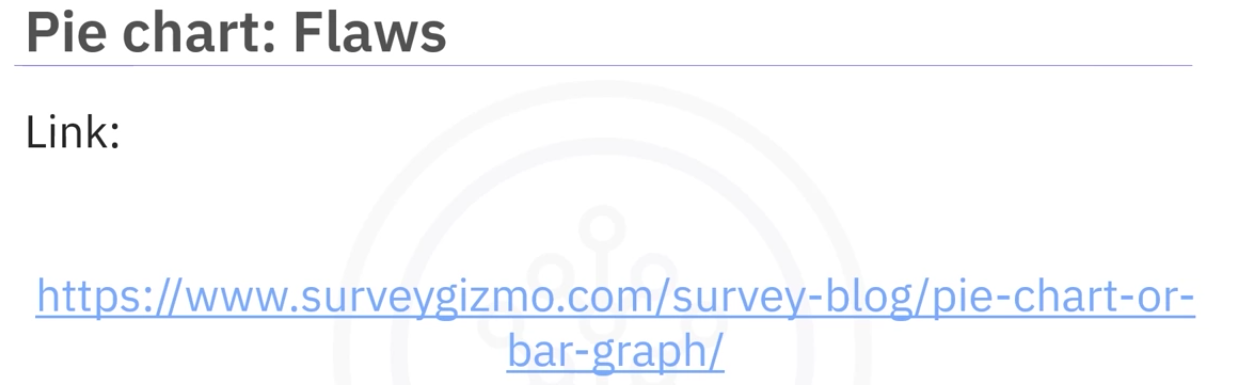 Pie chart: Flaws
Link:
https://www.surveygizmo.com/survey-blog/pie-chart-or-
bar-graph/